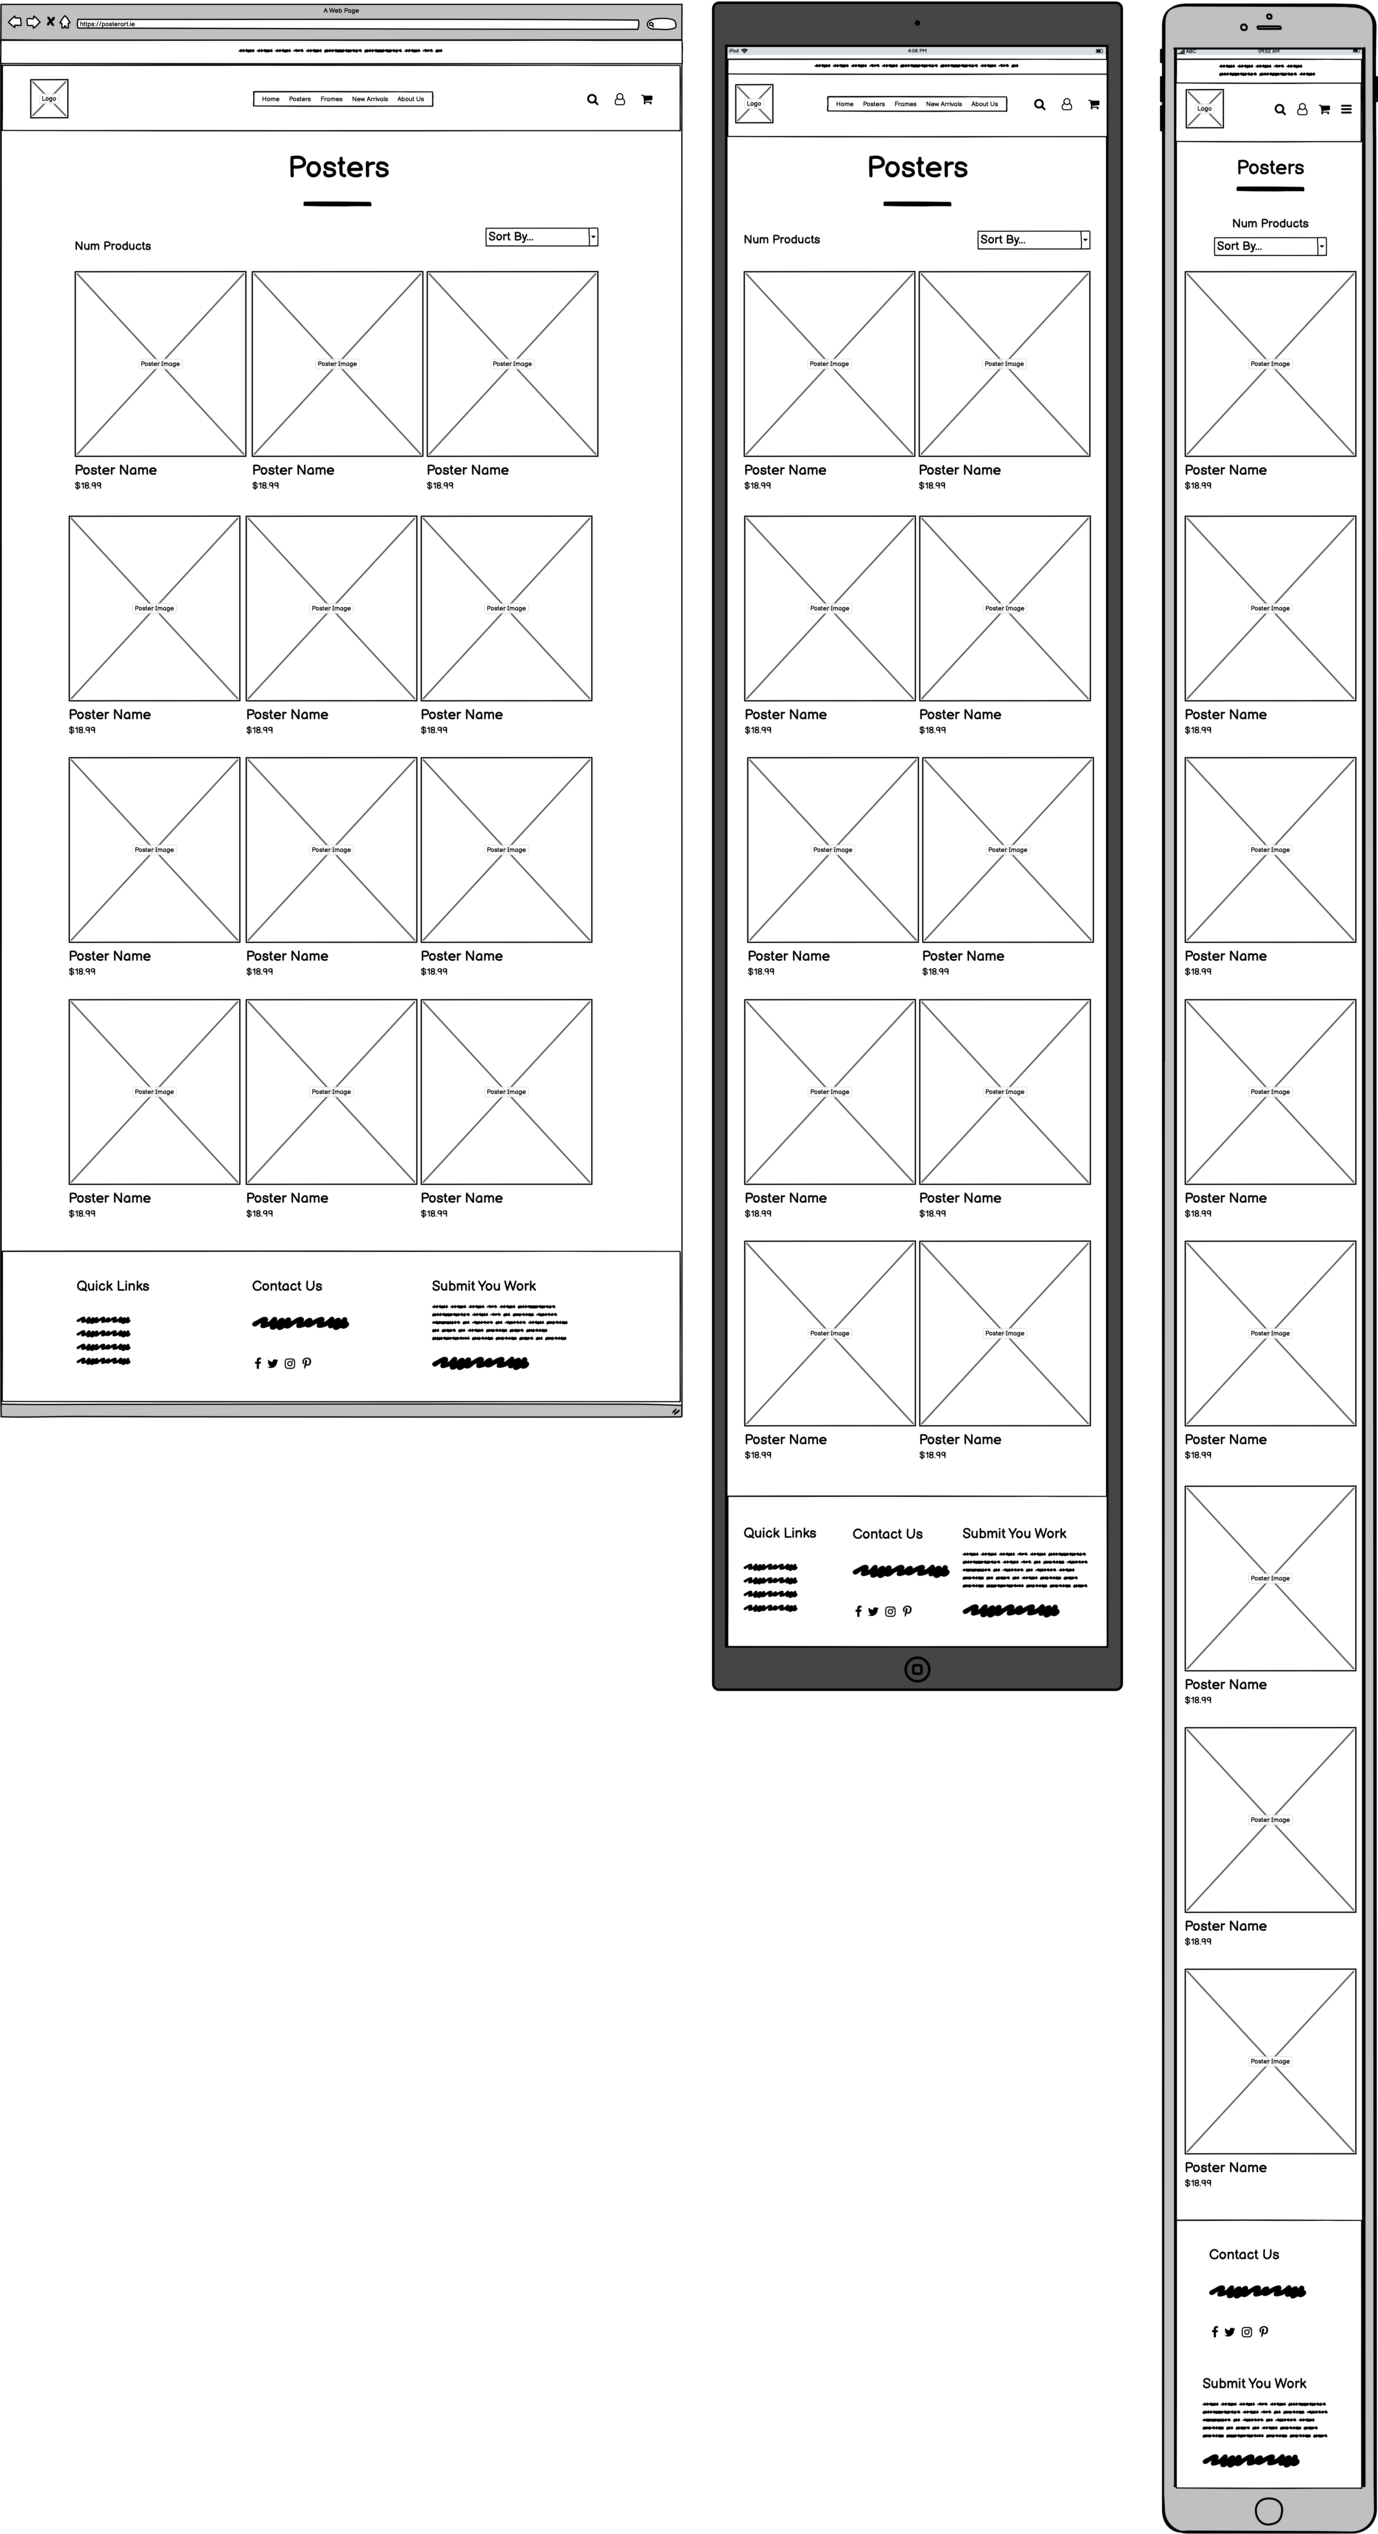 A Web Page
https://posterart.ie
Logo
Home Posters Frames New Arrivals About Us
Posters
Num Products
Sort By...
Poster Image Poster Image Poster Image
Poster Name Poster Name Poster Name
$18.99 $18.99 $18.99
Poster Image Poster Image Poster Image
Poster Name Poster Name Poster Name
$18.99 $18.99 $18.99
Poster Image Poster Image Poster Image
Poster Name Poster Name Poster Name
$18.99 $18.99 $18.99
Poster Image Poster Image Poster Image
Poster Name Poster Name Poster Name
$18.99 $18.99 $18.99
Quick Links Contact Us Submit You Work
iPad 4:06 PM
Logo
Home Posters Frames New Arrivals About Us
Posters
Num Products
Sort By...
Poster Image Poster Image
Poster Name Poster Name
$18.99 $18.99
Poster Image Poster Image
Poster Name Poster Name
$18.99 $18.99
Poster Image Poster Image
Poster Name Poster Name
$18.99 $18.99
Poster Image Poster Image
Poster Name Poster Name
$18.99 $18.99
Poster Image Poster Image
Poster Name Poster Name
$18.99 $18.99
Quick Links Contact Us Submit You Work
ABC 09:52 AM
Logo
Posters
Num Products
Sort By...
Poster Image
Poster Name
$18.99
Poster Image
Poster Name
$18.99
Poster Image
Poster Name
$18.99
Poster Image
Poster Name
$18.99
Poster Image
Poster Name
$18.99
Poster Image
Poster Name
$18.99
Poster Image
Poster Name
$18.99
Poster Image
Poster Name
$18.99
Contact Us
Submit You Work